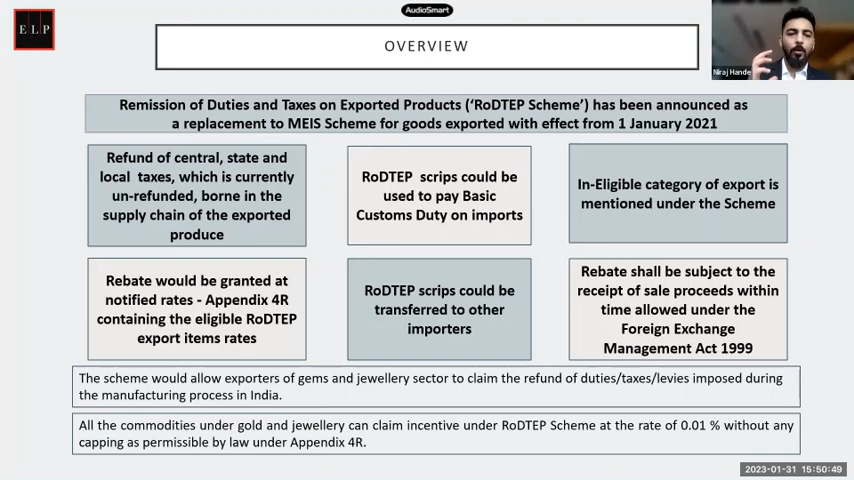 AudioSmart
ELP
OVERVIEW
Niraj Hande
Remission of Duties and Taxes on Exported Products (‘RoDTEP Scheme’) has been announced as
a replacement to MEIS Scheme for goods exported with effect from 1 January 2021
Refund of central, state and
local taxes, which is currently
un-refunded, borne in the
supply chain of the exported
produce
RoDTEP scrips could be
used to pay Basic
Customs Duty on imports
In-Eligible category of export is
mentioned under the Scheme
Rebate would be granted at
notified rates - Appendix 4R
containing the eligible RoDTEP
export items rates
RoDTEP scrips could be
transferred to other
importers
Rebate shall be subject to the
receipt of sale proceeds within
time allowed under the
Foreign Exchange
Management Act 1999
The scheme would allow exporters of gems and jewellery sector to claim the refund of duties/taxes/levies imposed during
the manufacturing process in India.
All the commodities under gold and jewellery can claim incentive under RoDTEP Scheme at the rate of 0.01 % without any
capping as permissible by law under Appendix 4R.
2023-01-31 15:50:49